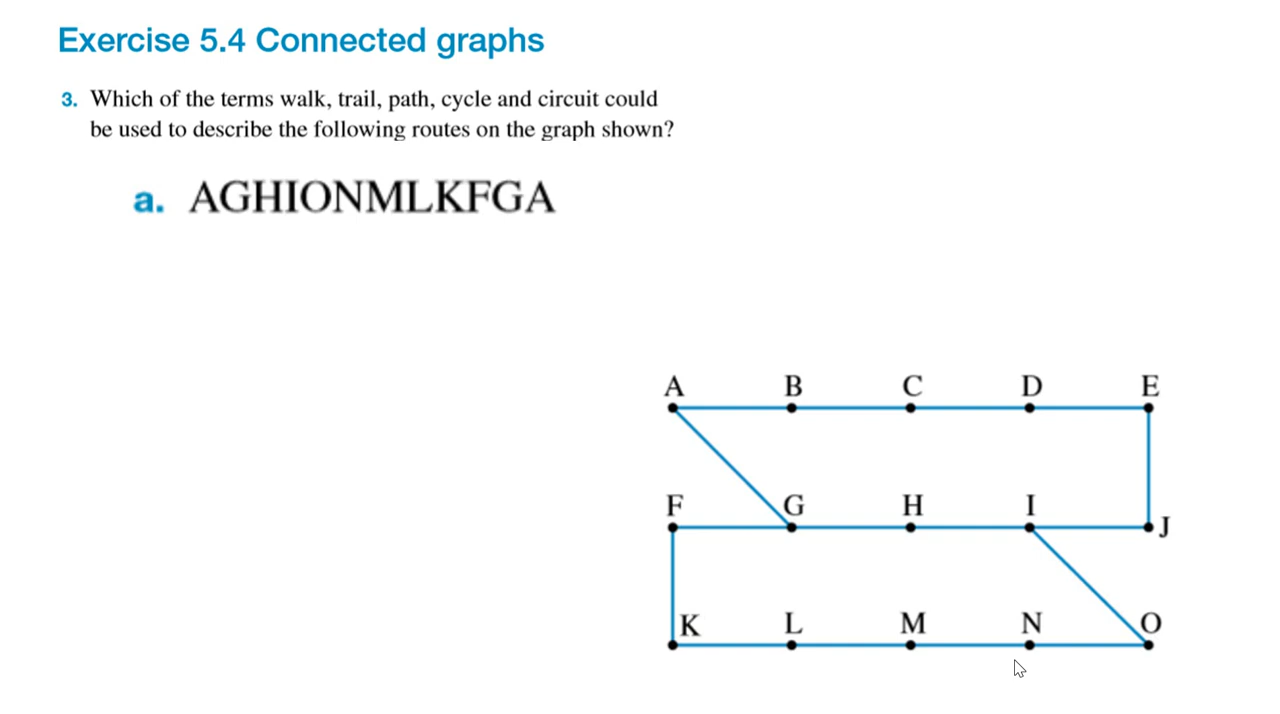 Exercise 5.4 Connected graphs
3. Which of the terms walk, trail, path, cycle and circuit could
be used to describe the following routes on the graph shown?
a. AGHIONMLKFGA
A B C D E
F G H I J
K L M N O